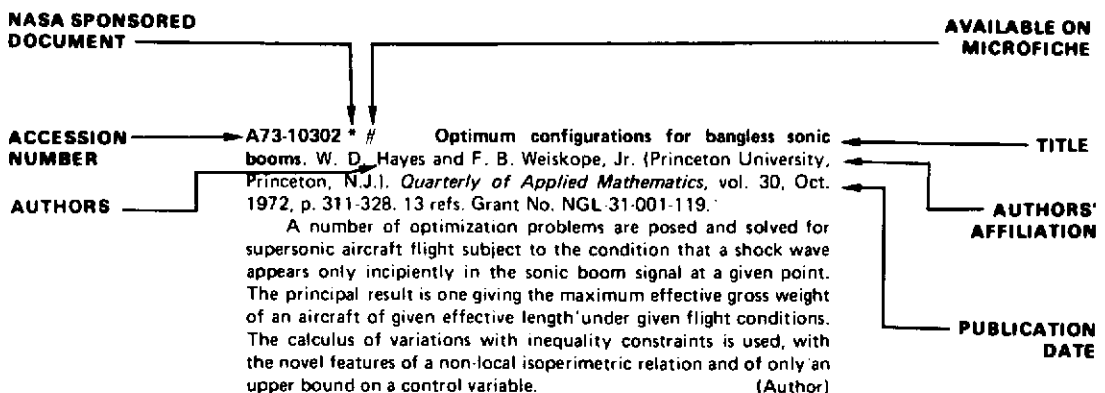 NASA SPONSORED
DOCUMENT
AVAILABLE ON
MICROFICHE
ACCESSION
NUMBER
A73-10302 * // Optimum configurations for bangless sonic
TITLE
booms. W. D. Hayes and F. B. Weiskope, Jr. (Princeton University,
Princeton, N.J.). Quarterly of Applied Mathematics, vol. 30, Oct.
AUTHORS
1972, p. 311-328. 13 refs. Grant No. NGL-31-001-119.
AUTHORS'
AFFILIATION
A number of optimization problems are posed and solved for
supersonic aircraft flight subject to the condition that a shock wave
appears only incipiently in the sonic boom signal at a given point.
The principal result is one giving the maximum effective gross weight
of an aircraft of given effective length under given flight conditions.
PUBLICATION
DATE
The calculus of variations with inequality constraints is used, with
the novel features of a non-local isoperimetric relation and of only an
upper bound on a control variable. (Author)